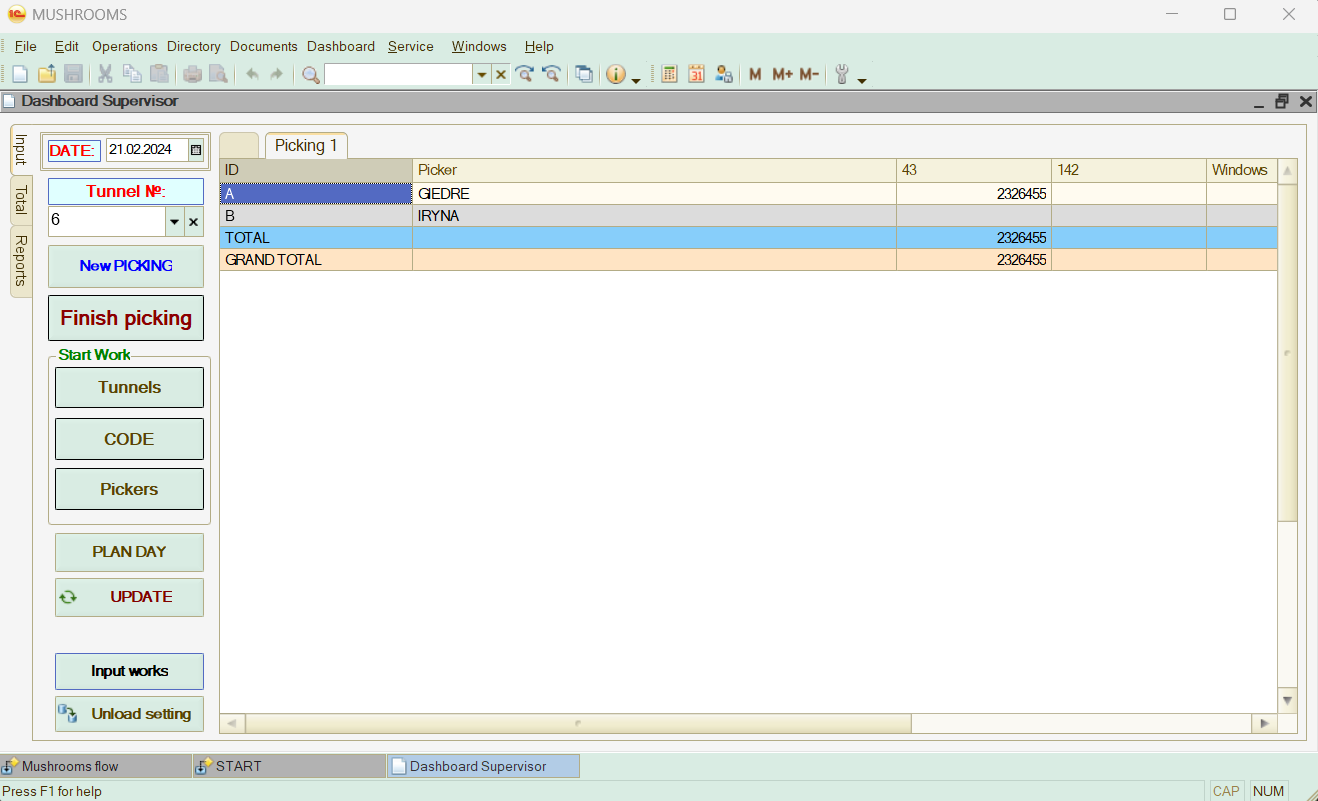 MUSHROOMS
File Edit Operations Directory Documents Dashboard Service Windows Help
M M+ M-
Dashboard Supervisor
Input
Total
Reports
DATE: 21.02.2024
Tunnel №:
6
New PICKING
Finish picking
Start Work
Tunnels
CODE
Pickers
PLAN DAY
UPDATE
Input works
Unload setting
Picking 1
ID Picker 43 142 Windows
A GIEDRE 2326455
B IRYNA
TOTAL 2326455
GRAND TOTAL 2326455
Mushrooms flow START Dashboard Supervisor
Press F1 for help CAP NUM